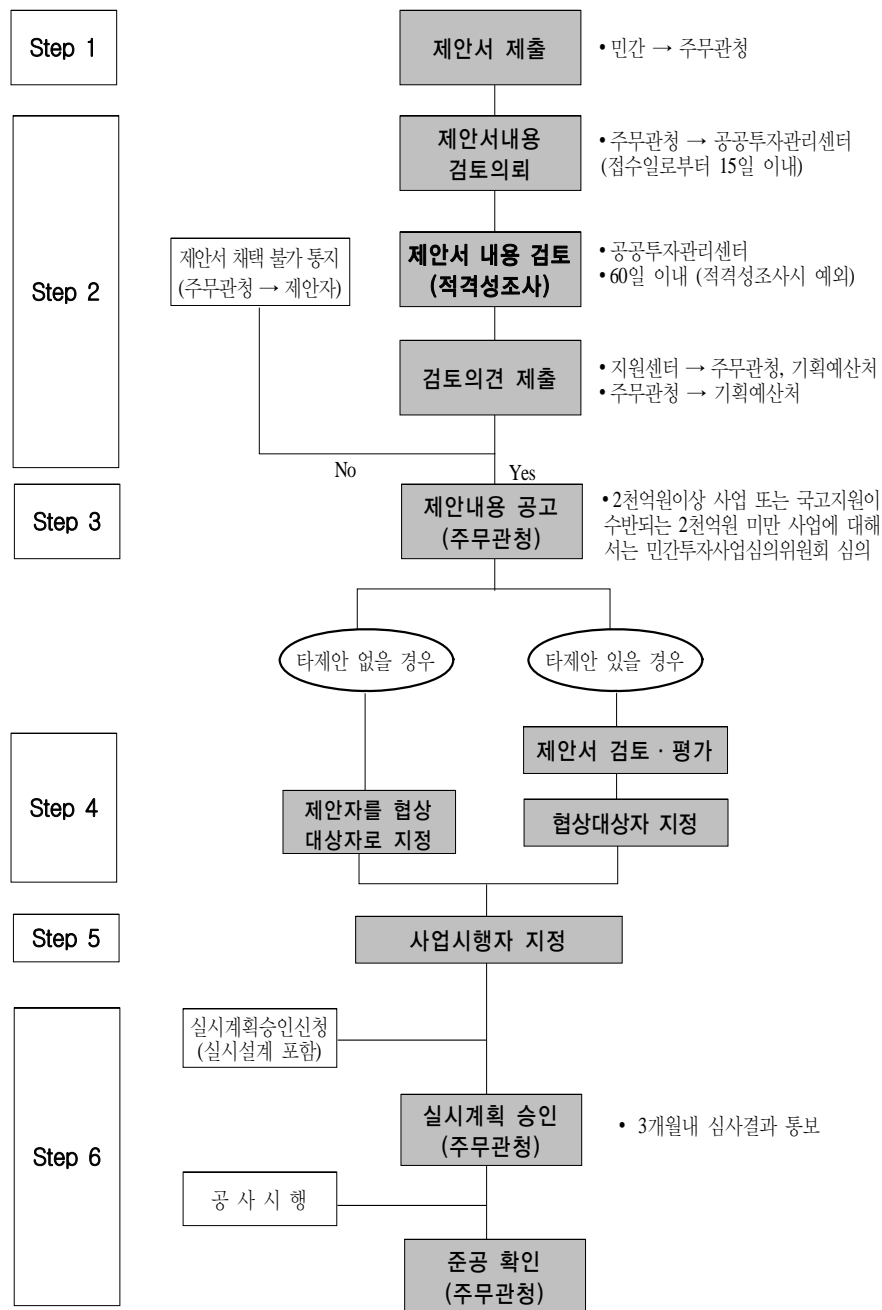 Step 1
제안서 제출
• 민간 → 주무관청
Step 2
제안서내용
검토의뢰
• 주무관청 → 공공투자관리센터
(접수일로부터 15일 이내)
제안서 채택 불가 통지
(주무관청 → 제안자)
제안서 내용 검토
(적격성조사)
• 공공투자관리센터
• 60일 이내 (적격성조사시 예외)
검토의견 제출
• 지원센터 → 주무관청, 기획예산처
• 주무관청 → 기획예산처
No
Yes
Step 3
제안내용 공고
(주무관청)
• 2천억원이상 사업 또는 국고지원이
수반되는 2천억원 미만 사업에 대해
서는 민간투자사업심의위원회 심의
타제안 없을 경우
타제안 있을 경우
Step 4
제안서 검토 · 평가
제안자를 협상
대상자로 지정
협상대상자 지정
Step 5
사업시행자 지정
Step 6
실시계획승인신청
(실시설계 포함)
실시계획 승인
(주무관청)
• 3개월내 심사결과 통보
공 사 시 행
준공 확인
(주무관청)